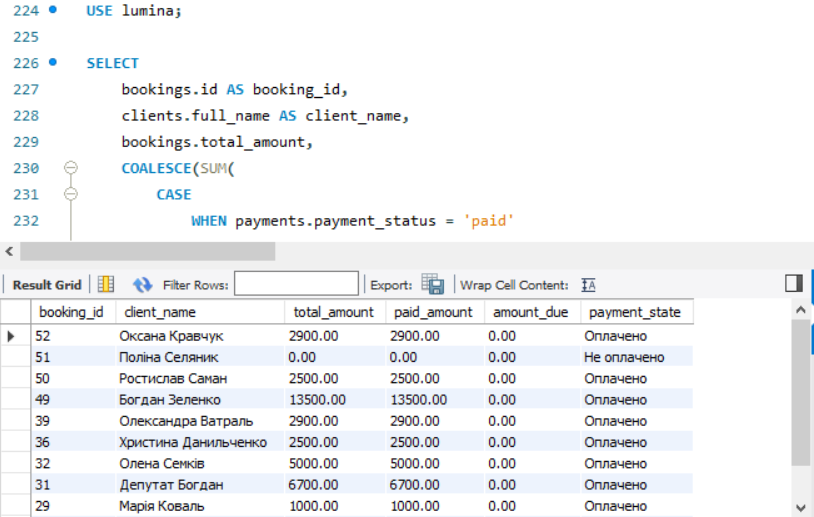 224 USE lumina;
225
226 SELECT
227 bookings.id AS booking_id,
228 clients.full_name AS client_name,
229 bookings.total_amount,
230 COALESCE(SUM(
231 CASE
232 WHEN payments.payment_status = 'paid'
Result Grid Filter Rows: Export: Wrap Cell Content: IA
booking_id client_name total_amount paid_amount amount_due payment_state
52 Оксана Кравчук 2900.00 2900.00 0.00 Оплачено
51 Поліна Селяник 0.00 0.00 0.00 Не оплачено
50 Ростислав Саман 2500.00 2500.00 0.00 Оплачено
49 Богдан Зеленко 13500.00 13500.00 0.00 Оплачено
39 Олександра Ватраль 2900.00 2900.00 0.00 Оплачено
36 Христина Данильченко 2500.00 2500.00 0.00 Оплачено
32 Олена Семків 5000.00 5000.00 0.00 Оплачено
31 Депутат Богдан 6700.00 6700.00 0.00 Оплачено
29 Марія Коваль 1000.00 1000.00 0.00 Оплачено